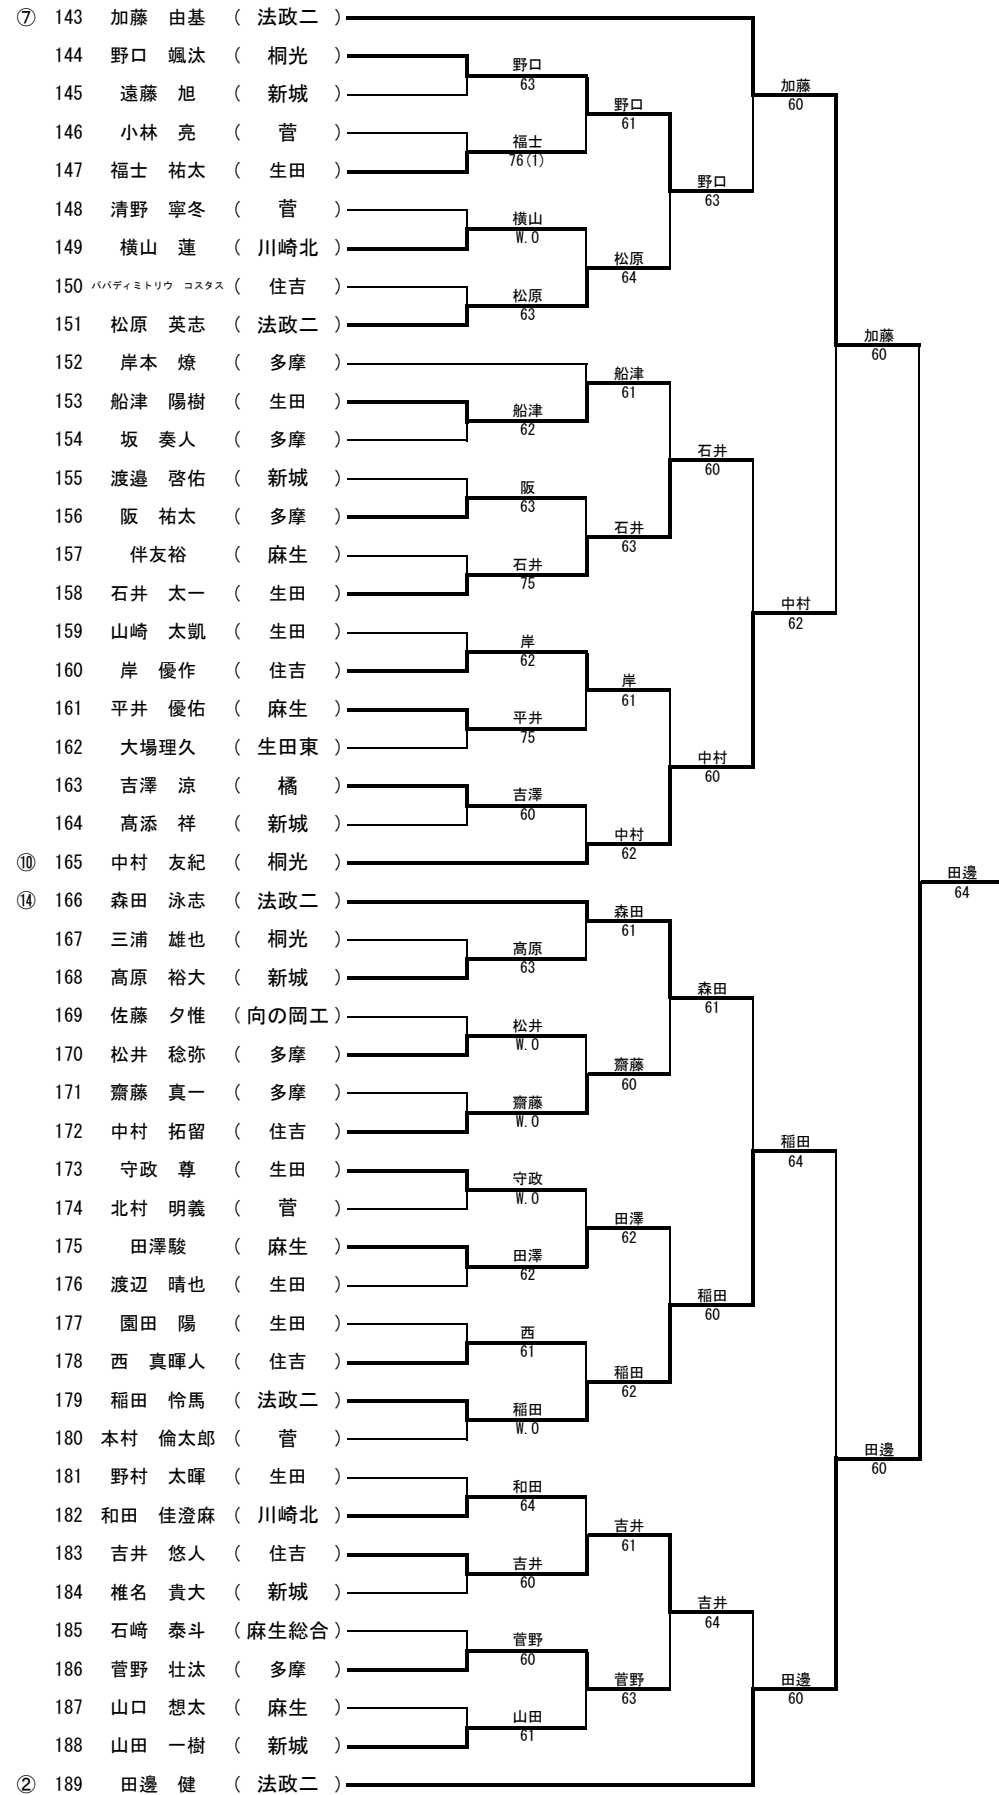 ⑦ 143 加藤 由基 ( 法政二 )
144 野口 颯汰 ( 桐光 )
野口
63
145 遠藤 旭 ( 新城 )
加藤
60
野口
61
146 小林 亮 ( 菅 )
福士
76(1)
147 福士 祐太 ( 生田 )
野口
63
148 清野 寧冬 ( 菅 )
横山
W.0
149 横山 蓮 ( 川崎北 )
松原
64
150 パパディミトリウ コスタス ( 住吉 )
松原
63
151 松原 英志 ( 法政二 )
加藤
60
152 岸本 燎 ( 多摩 )
船津
61
153 船津 陽樹 ( 生田 )
船津
62
154 坂 奏人 ( 多摩 )
石井
60
155 渡邉 啓佑 ( 新城 )
阪
63
156 阪 祐太 ( 多摩 )
石井
63
157 伴友裕 ( 麻生 )
石井
75
158 石井 太一 ( 生田 )
中村
62
159 山崎 太凱 ( 生田 )
岸
62
160 岸 優作 ( 住吉 )
岸
61
161 平井 優佑 ( 麻生 )
平井
75
162 大場理久 ( 生田東 )
中村
60
163 吉澤 涼 ( 橘 )
吉澤
60
164 髙添 祥 ( 新城 )
中村
62
⑩ 165 中村 友紀 ( 桐光 )
田邊
64
⑭ 166 森田 泳志 ( 法政二 )
森田
61
167 三浦 雄也 ( 桐光 )
髙原
63
168 髙原 裕大 ( 新城 )
森田
61
169 佐藤 夕惟 ( 向の岡工 )
松井
W.0
170 松井 稔弥 ( 多摩 )
齋藤
60
171 齋藤 真一 ( 多摩 )
齋藤
W.0
172 中村 拓留 ( 住吉 )
稲田
64
173 守政 尊 ( 生田 )
守政
W.0
174 北村 明義 ( 菅 )
田澤
62
175 田澤駿 ( 麻生 )
田澤
62
176 渡辺 晴也 ( 生田 )
稲田
60
177 園田 陽 ( 生田 )
西
61
178 西 真暉人 ( 住吉 )
稲田
62
179 稲田 怜馬 ( 法政二 )
稲田
W.0
180 本村 倫太郎 ( 菅 )
田邊
60
181 野村 太暉 ( 生田 )
和田
64
182 和田 佳澄麻 ( 川崎北 )
吉井
61
183 吉井 悠人 ( 住吉 )
吉井
60
184 椎名 貴大 ( 新城 )
吉井
64
185 石﨑 泰斗 ( 麻生総合 )
菅野
60
186 菅野 壮汰 ( 多摩 )
菅野
63
田邊
60
187 山口 想太 ( 麻生 )
山田
61
188 山田 一樹 ( 新城 )
② 189 田邊 健 ( 法政二 )